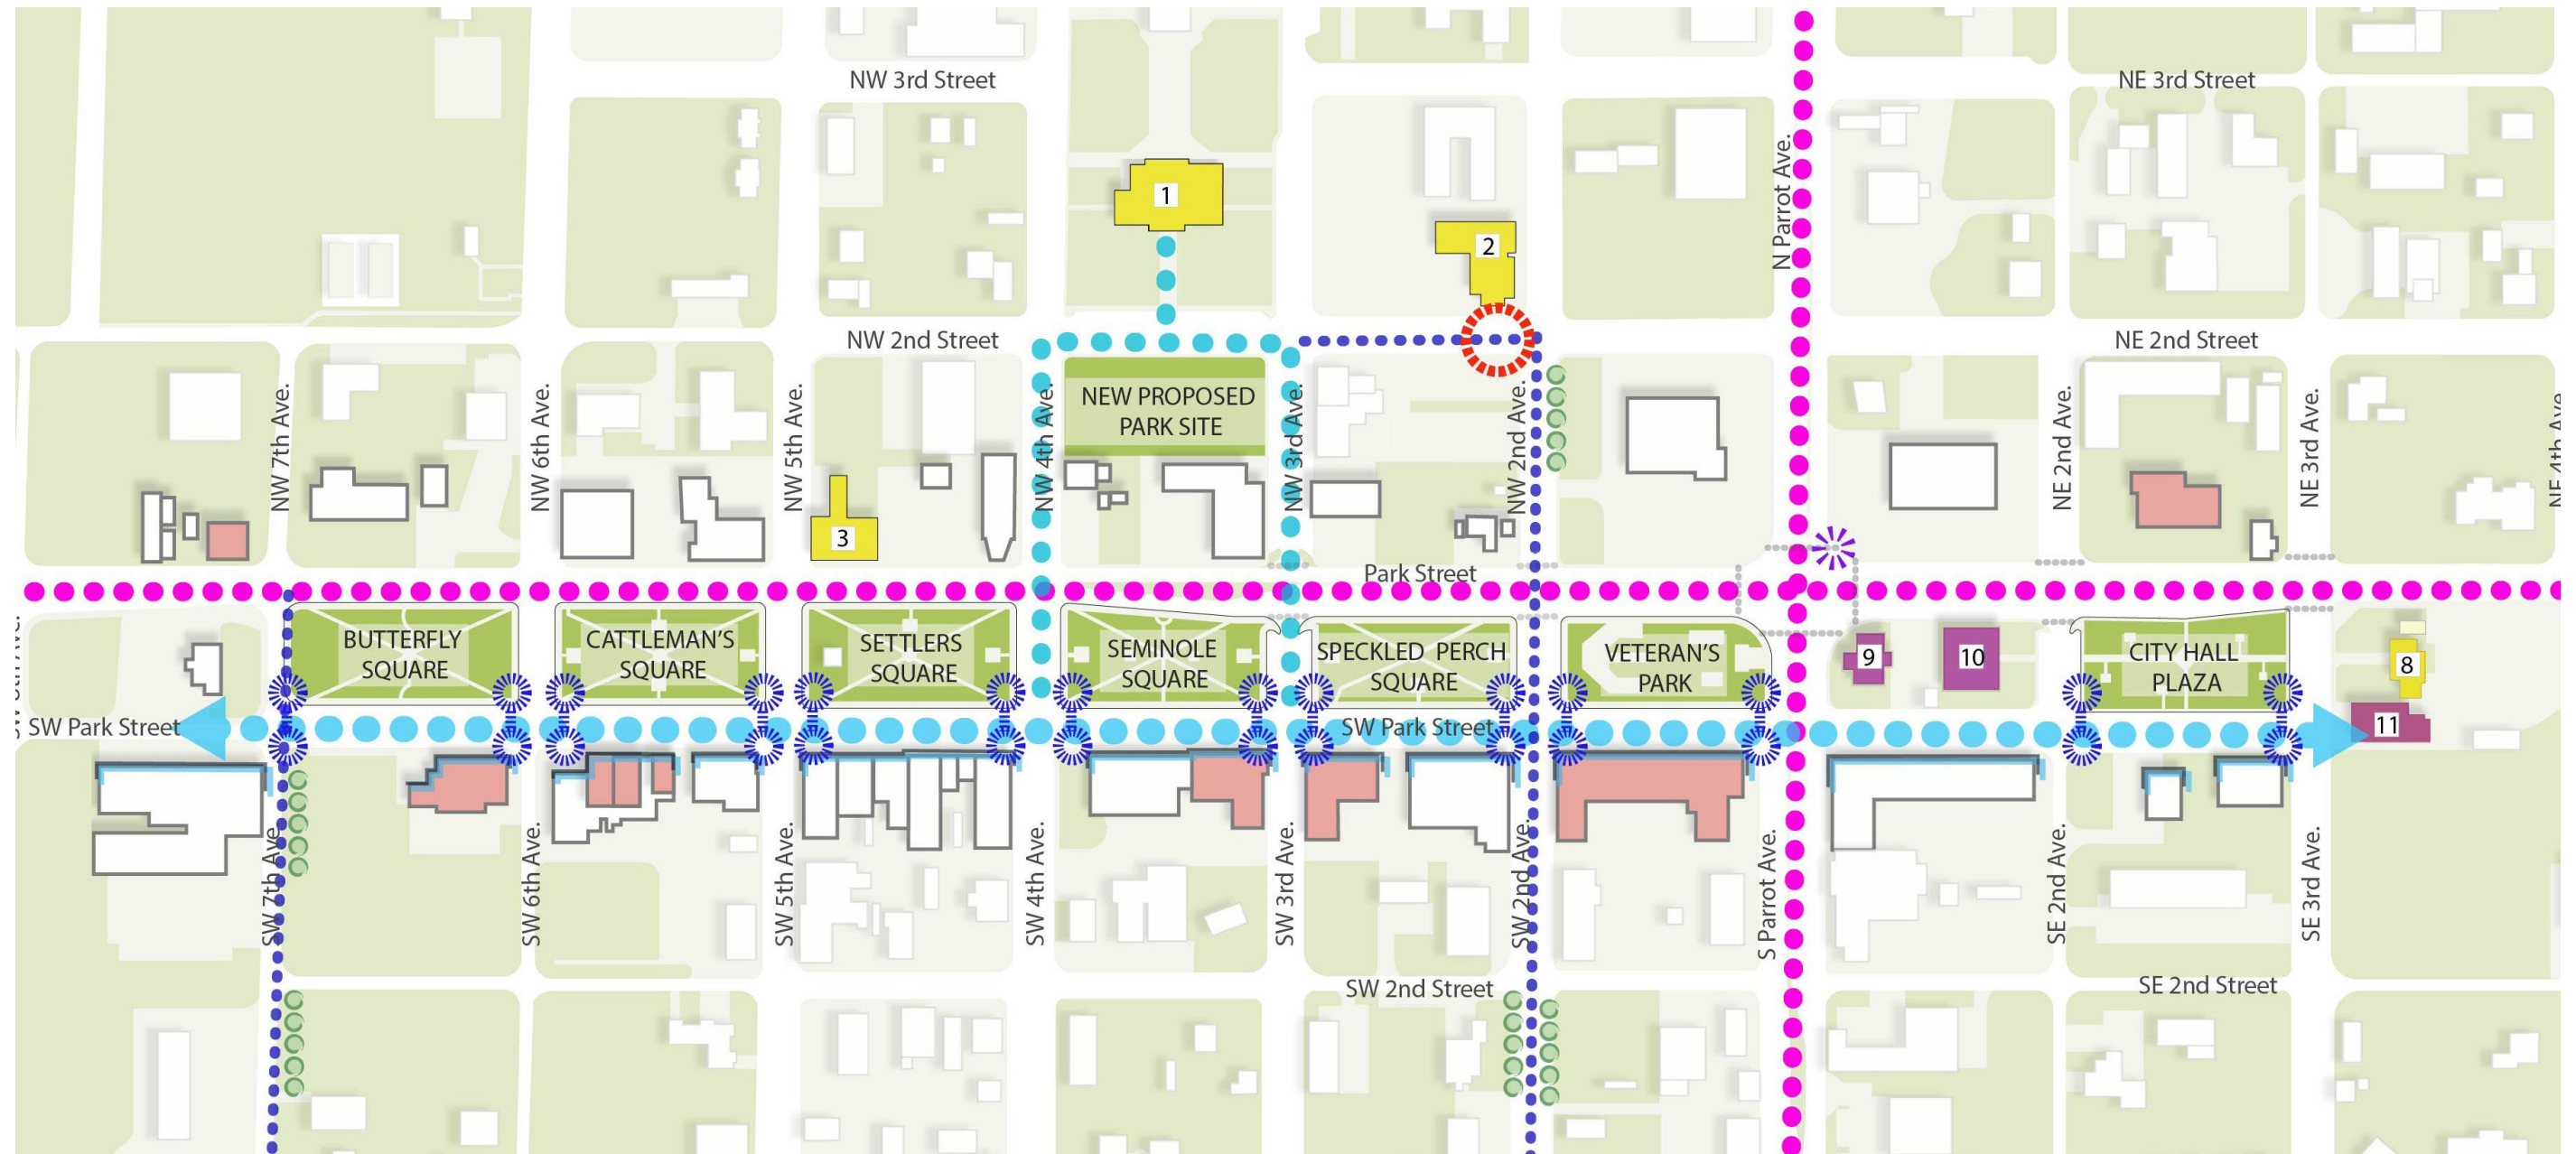 NW 3rd Street
NE 3rd Street
1
2
N Parrot Ave.
NW 2nd Street
NE 2nd Street
NEW PROPOSED
PARK SITE
NW 7th Ave.
NW 6th Ave.
NW 5th Ave.
NW 4th Ave.
NW 3rd Ave.
NW 2nd Ave.
NE 2nd Ave.
NE 3rd Ave.
NE 4th Ave
3
Park Street
BUTTERFLY
SQUARE
CATTLEMAN'S
SQUARE
SETTLERS
SQUARE
SEMINOLE
SQUARE
SPECKLED PERCH
SQUARE
VETERAN'S
PARK
9
10
CITY HALL
PLAZA
8
11
SW Park Street
SW Park Street
SW 7th Ave.
SW 6th Ave.
SW 5th Ave.
SW 4th Ave.
SW 3rd Ave.
SW 2nd Ave.
S Parrot Ave.
SE 2nd Ave.
SE 3rd Ave.
SW 2nd Street
SE 2nd Street